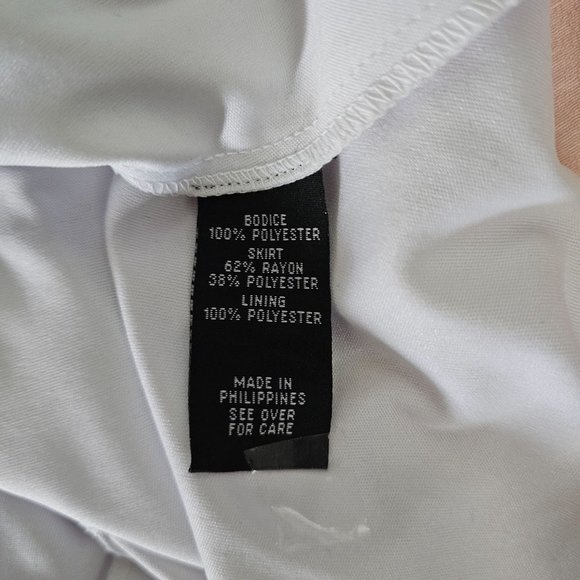 BODICE
100% POLYESTER
SKIRT
62% RAYON
38% POLYESTER
LINING
100% POLYESTER
MADE IN
PHILIPPINES
SEE OVER
FOR CARE